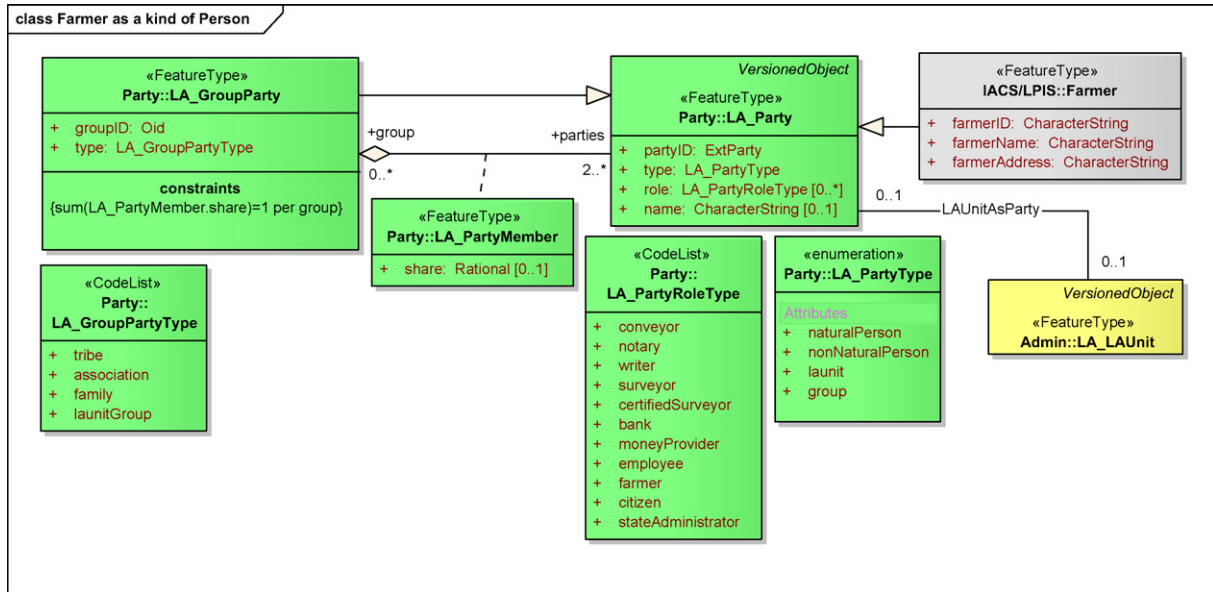 class Farmer as a kind of Person
«FeatureType»
Party::LA_GroupParty
+ groupID: Oid
+ type: LA_GroupPartyType
constraints
{sum(LA_PartyMember.share)=1 per group}
+group
0..*
+parties
2..*
VersionedObject
«FeatureType»
Party::LA_Party
+ partyID: ExtParty
+ type: LA_PartyType
+ role: LA_PartyRoleType [0..*]
+ name: CharacterString [0..1]
«FeatureType»
IACS/LPIS::Farmer
+ farmerID: CharacterString
+ farmerName: CharacterString
+ farmerAddress: CharacterString
0..1
LAUnitAsParty
0..1
«FeatureType»
Party::LA_PartyMember
+ share: Rational [0..1]
«CodeList»
Party::
LA_GroupPartyType
+ tribe
+ association
+ family
+ launitGroup
«CodeList»
Party::
LA_PartyRoleType
+ conveyor
+ notary
+ writer
+ surveyor
+ certifiedSurveyor
+ bank
+ moneyProvider
+ employee
+ farmer
+ citizen
+ stateAdministrator
«enumeration»
Party::LA_PartyType
Attributes
+ naturalPerson
+ nonNaturalPerson
+ launit
+ group
VersionedObject
«FeatureType»
Admin::LA_LAUnit